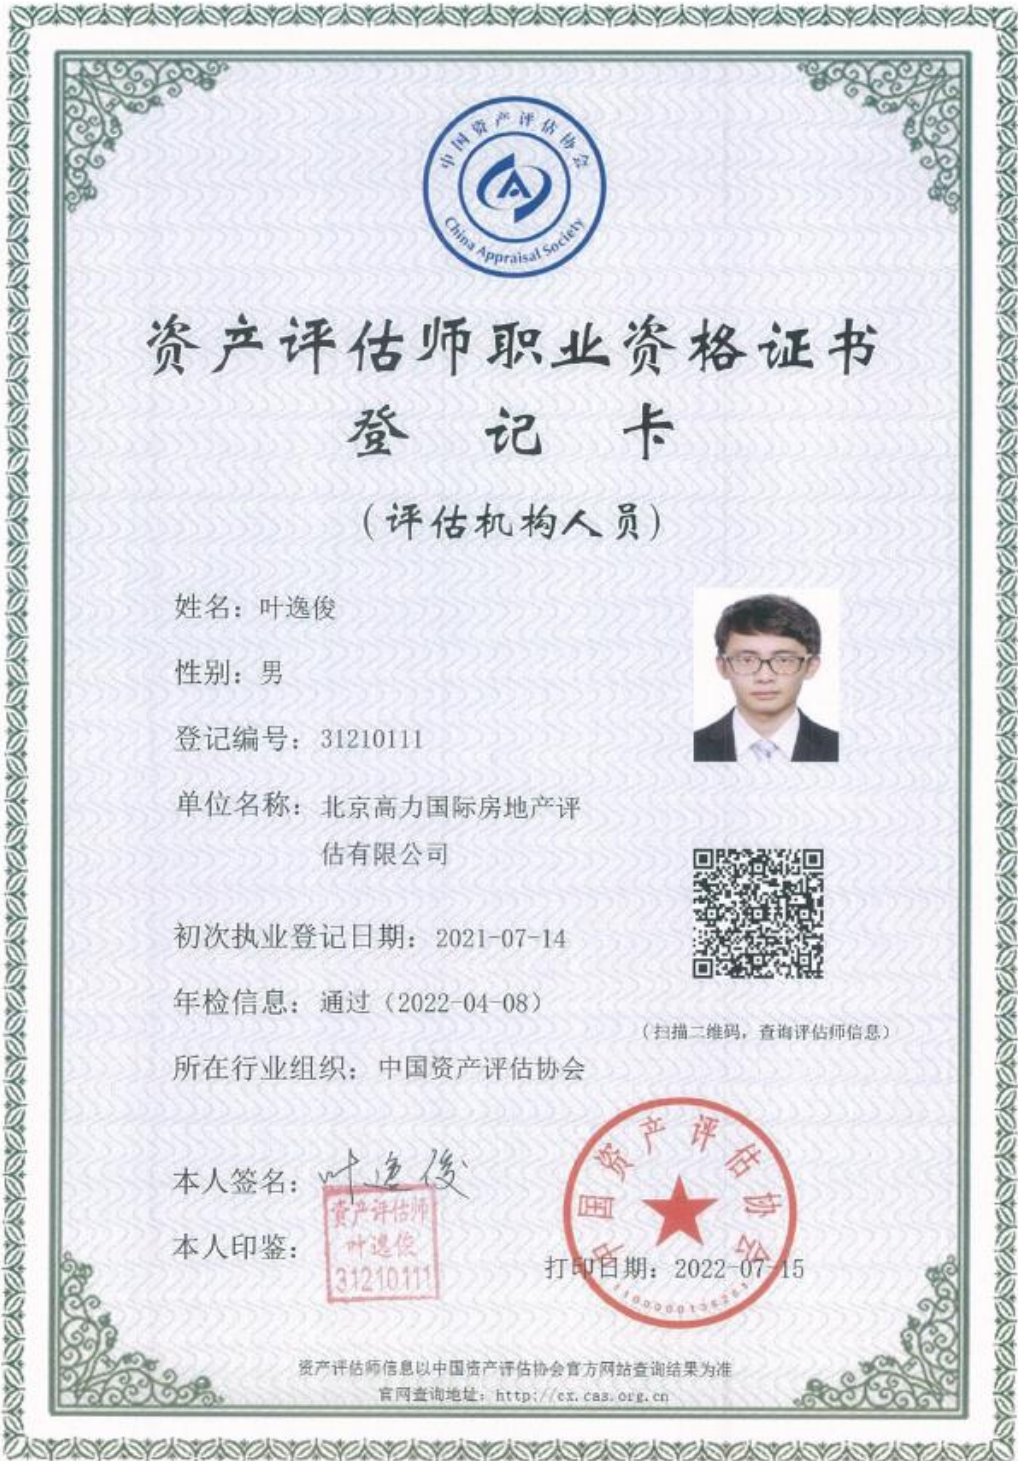 中国资产评估协会
China Appraisal Society
资产评估师职业资格证书
登记卡
(评估机构人员)
姓名：叶逸俊
性别：男
登记编号：31210111
单位名称：北京高力国际房地产评
估有限公司
初次执业登记日期：2021-07-14
年检信息：通过（2022-04-08）
（扫描二维码，查询评估师信息）
所在行业组织：中国资产评估协会
本人签名：叶逸俊
资产评估师
叶逸俊
31210111
本人印鉴：
中国资产评估协会
打印日期：2022-07-15
资产评估师信息以中国资产评估协会官方网站查询结果为准
官网查询地址：http://cx.cas.org.cn